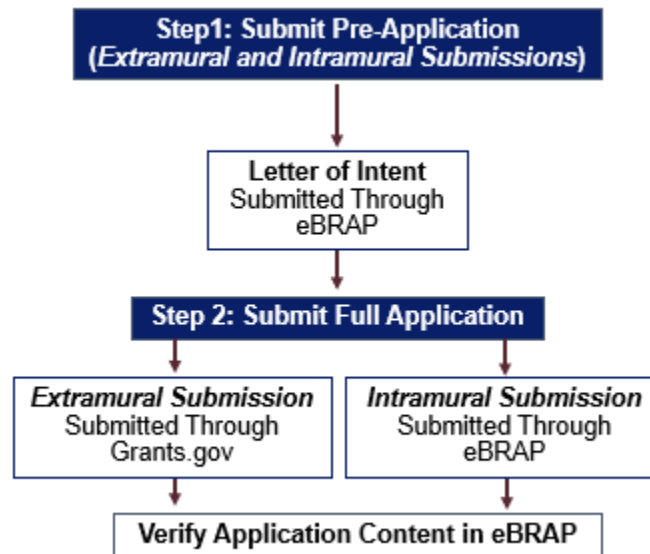 Step1: Submit Pre-Application
(Extramural and Intramural Submissions)
Letter of Intent
Submitted Through
eBRAP
Step 2: Submit Full Application
Extramural Submission
Submitted Through
Grants.gov
Intramural Submission
Submitted Through
eBRAP
Verify Application Content in eBRAP